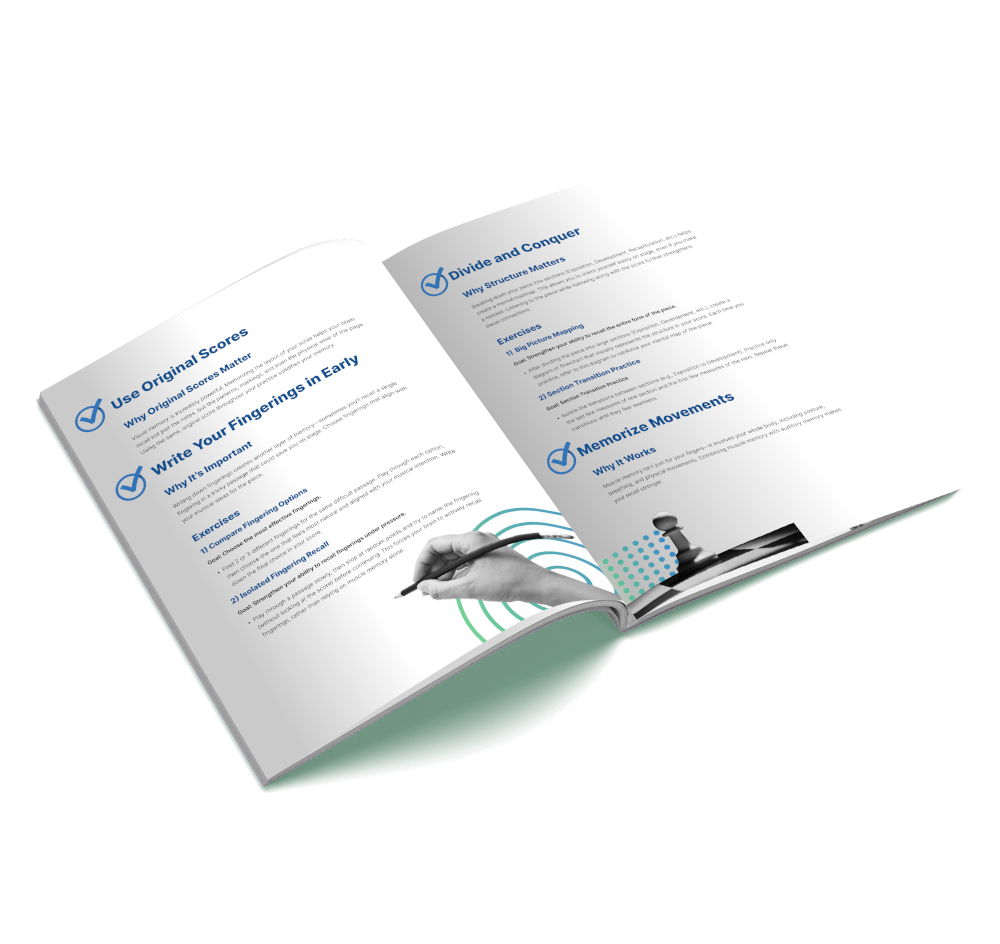 Use Original Scores
Why Original Scores Matter
Visual memory is incredibly powerful. Memorizing the layout of your score helps your brain
recall not just the notes, but the patterns, markings, and even the physical wear of the page.
Using the same, original score throughout your practice solidifies your memory.
Write Your Fingerings in Early
Why It's Important
Writing down fingerings creates another layer of memory—sometimes you'll recall a single
fingering in a tricky passage that could save you on stage. Choose fingerings that align with
your musical ideas for the piece.
Exercises
1) Compare Fingering Options
Goal: Choose the most effective fingerings.
• Find 2 or 3 different fingerings for the same difficult passage. Play through each option,
then choose the one that feels most natural and aligned with your musical intention. Write
down the final choice in your score.
2) Isolated Fingering Recall
Goal: Strengthen your ability to recall fingerings under pressure.
• Play through a passage slowly, then stop at random points and try to name the fingering
(without looking at the score) before continuing. This forces your brain to actively recall
fingerings, rather than relying on muscle memory alone.
Divide and Conquer
Why Structure Matters
Breaking down your piece into sections (Exposition, Development, Recapitulation, etc.) helps
create a mental roadmap. This allows you to orient yourself easily on stage, even if you make
a mistake. Listening to the piece while following along with the score further strengthens
these connections.
Exercises
1) Big Picture Mapping
Goal: Strengthen your ability to recall the entire form of the piece.
• After dividing the piece into large sections (Exposition, Development, etc.), create a
diagram or flowchart that visually represents the structure in your score. Each time you
practice, refer to this diagram to reinforce your mental map of the piece.
2) Section Transition Practice
Goal: Section Transition Practice
• Isolate the transitions between sections (e.g., Exposition to Development). Practice only
the last few measures of one section and the first few measures of the next. Repeat these
transitions until they feel seamless.
Memorize Movements
Why It Works
Muscle memory isn't just for your fingers—it involves your whole body, including posture,
breathing, and physical movements. Combining muscle memory with auditory memory makes
your recall stronger.